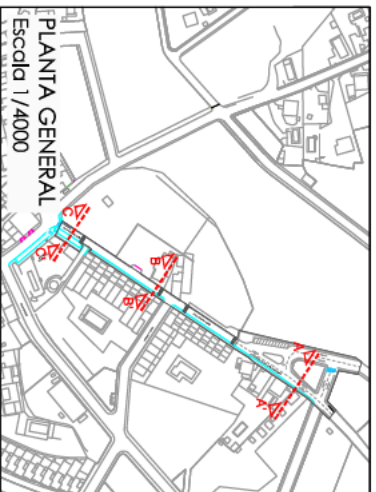 PLANTA GENERAL
Escala 1/4000
C
C'
B
B'
A
A'